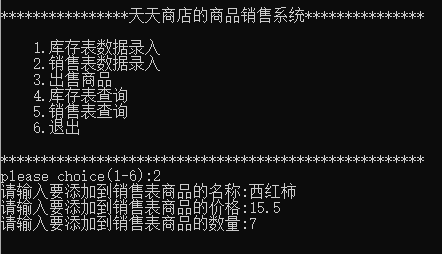 ****************天天商店的商品销售系统***************
1.库存表数据录入
2.销售表数据录入
3.出售商品
4.库存表查询
5.销售表查询
6.退出
*****************************************************
please choice(1-6):2
请输入要添加到销售表商品的名称:西红柿
请输入要添加到销售表商品的价格:15.5
请输入要添加到销售表商品的数量:7